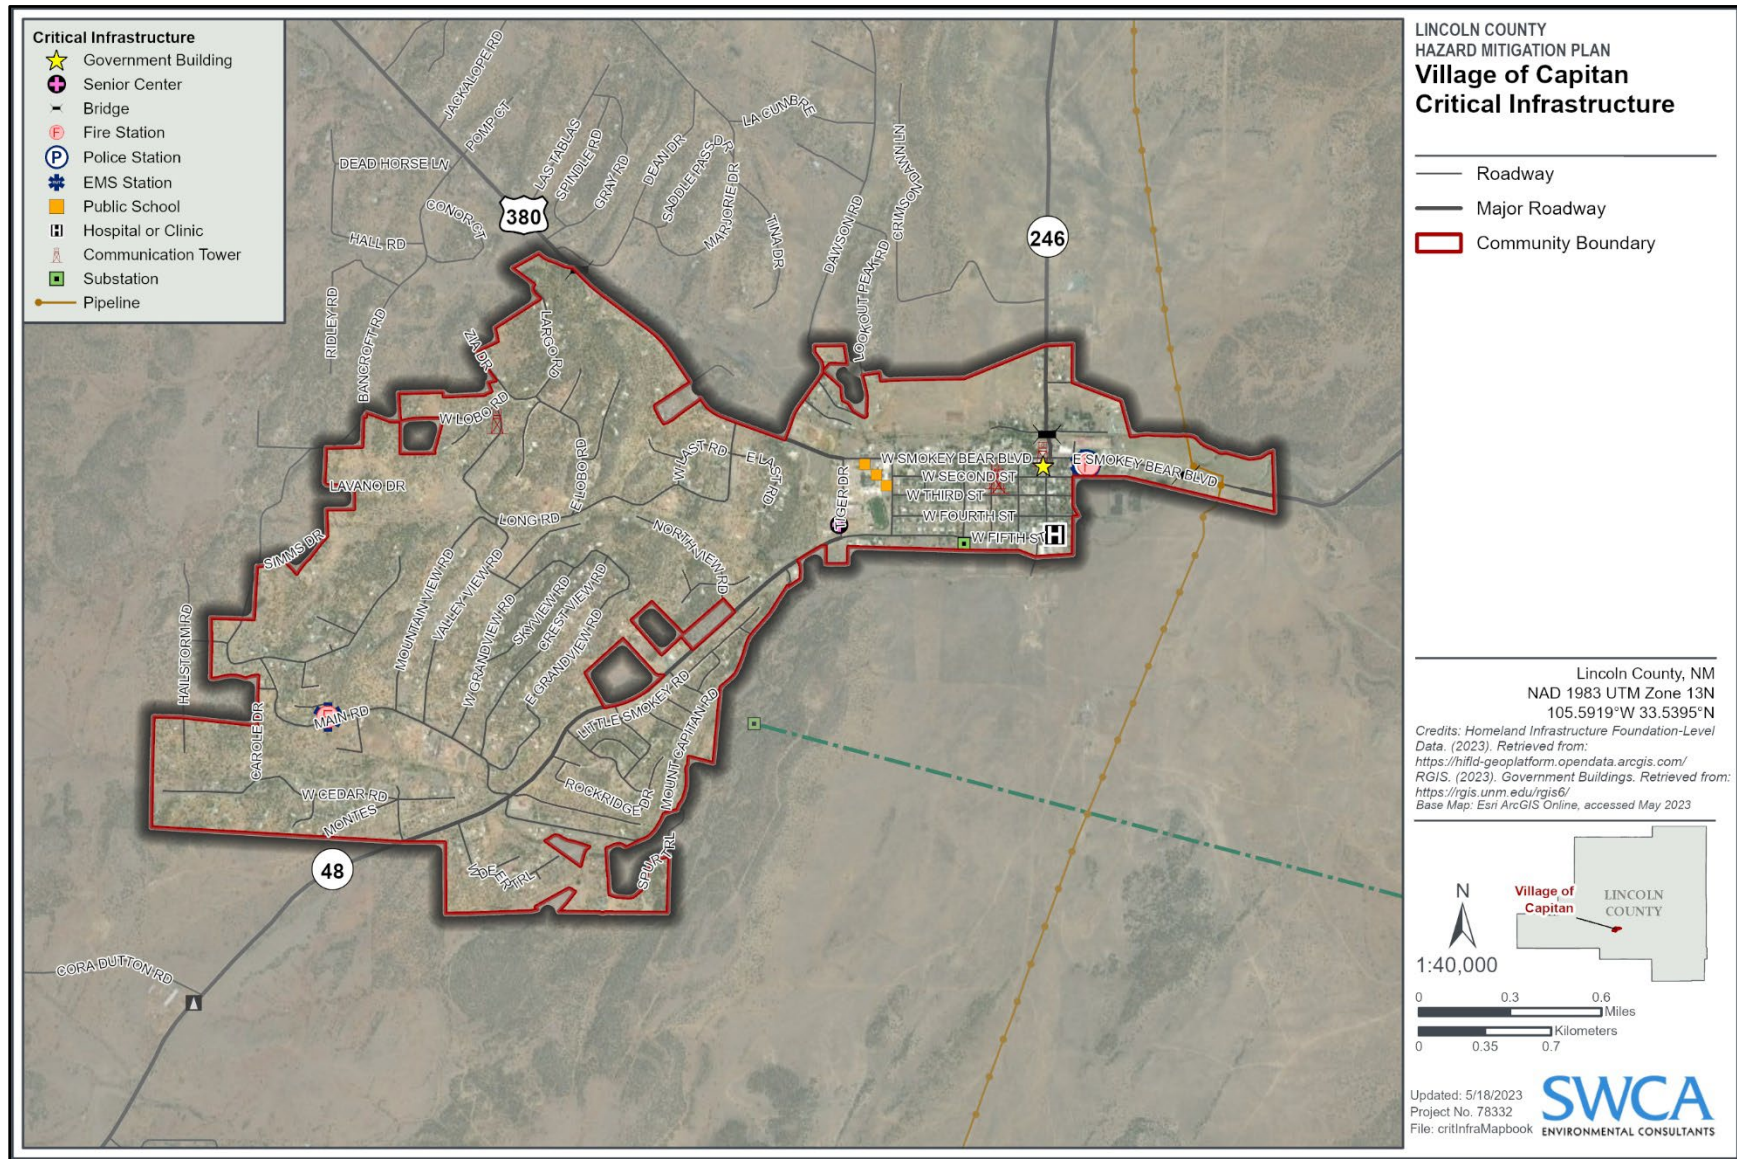 Critical Infrastructure
Government Building
Senior Center
Bridge
F Fire Station
P Police Station
EMS Station
Public School
H Hospital or Clinic
Communication Tower
Substation
Pipeline
JACKALOPE RD
POMP CT
DEAD HORSE LN
CONOR CT
HALL RD
RIDLEY RD
BANCROFT RD
380
LAS TABLAS
SPINDLE RD
GRAY RD
DEAN DR
SADDLE PASS DR
MARJORIE DR
LA CUMBRE
TINA DR
DAWSON RD
LOOKOUT PEAK RD
CRIMSON DAWN LN
246
ZIA DR
LARGO RD
W LOBO RD
E LOBO RD
W LAST RD
E LAST RD
LAVANO DR
LONG RD
SIMMS DR
NORTH VIEW RD
TIGER DR
W SMOKEY BEAR BLVD
E SMOKEY BEAR BLVD
W SECOND ST
W THIRD ST
W FOURTH ST
W FIFTH ST
H
F
HAILSTORM RD
MOUNTAIN VIEW RD
VALLEY VIEW RD
W GRANDVIEW RD
SKYVIEW RD
CREST VIEW RD
E GRANDVIEW RD
CAROLE DR
F
MAIN RD
LITTLE SMOKEY RD
MOUNT CAPITAN RD
ROCKRIDGE DR
W CEDAR RD
MONTES
W DEER TRL
SPUR TRL
48
CORA DUTTON RD
LINCOLN COUNTY
HAZARD MITIGATION PLAN
Village of Capitan
Critical Infrastructure
Roadway
Major Roadway
Community Boundary
Lincoln County, NM
NAD 1983 UTM Zone 13N
105.5919°W 33.5395°N
Credits: Homeland Infrastructure Foundation-Level
Data. (2023). Retrieved from:
https://hifld-geoplatform.opendata.arcgis.com/
RGIS. (2023). Government Buildings. Retrieved from:
https://rgis.unm.edu/rgis6/
Base Map: Esri ArcGIS Online, accessed May 2023
Village of
Capitan
LINCOLN
COUNTY
N
1:40,000
0 0.3 0.6
Miles
Kilometers
0 0.35 0.7
Updated: 5/18/2023
Project No. 78332
File: critInfraMapbook
SWCA
ENVIRONMENTAL CONSULTANTS